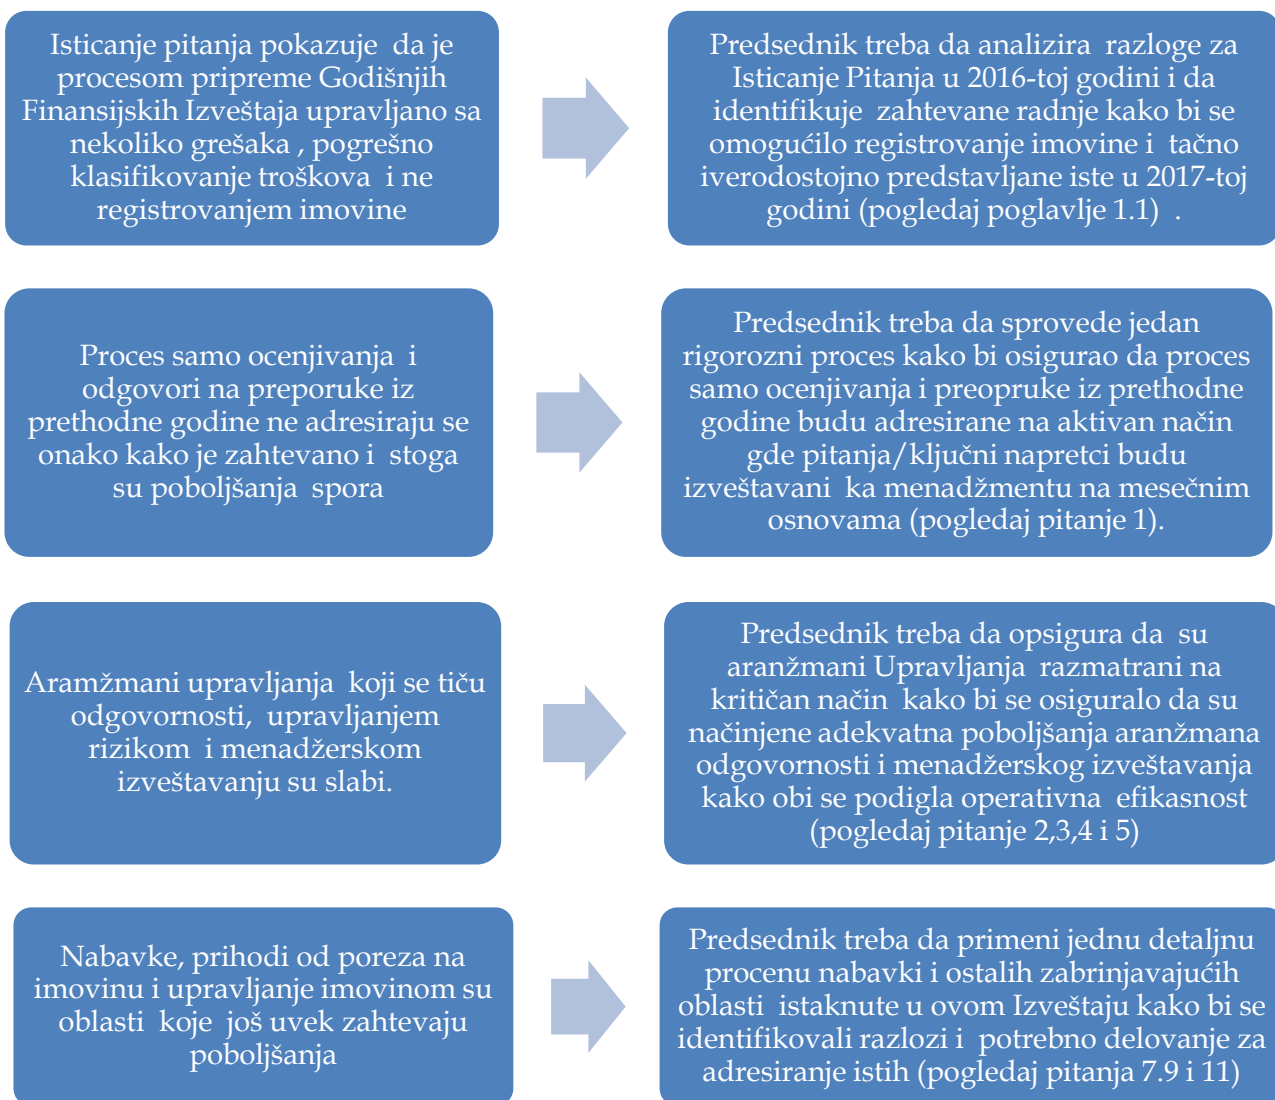 Isticanje pitanja pokazuje da je
procesom pripreme Godišnjih
Finansijskih Izveštaja upravljano sa
nekoliko grešaka , pogrešno
klasifikovanje troškova i ne
registrovanjem imovine
Predsednik treba da analizira razloge za
Isticanje Pitanja u 2016-toj godini i da
identifikuje zahtevane radnje kako bi se
omogućilo registrovanje imovine i tačno
iverodostojno predstavljane iste u 2017-toj
godini (pogledaj poglavlje 1.1) .
Proces samo ocenjivanja i
odgovori na preporuke iz
prethodne godine ne adresiraju se
onako kako je zahtevano i stoga
su poboljšanja spora
Predsednik treba da sprovede jedan
rigorozni proces kako bi osigurao da proces
samo ocenjivanja i preopruke iz prethodne
godine budu adresirane na aktivan način
gde pitanja/ključni napretci budu
izveštavani ka menadžmentu na mesečnim
osnovama (pogledaj pitanje 1).
Aramžmani upravljanja koji se tiču
odgovornosti, upravljanjem
rizikom i menadžerskom
izveštavanju su slabi.
Predsednik treba da opsigura da su
aranžmani Upravljanja razmatrani na
kritičan način kako bi se osiguralo da su
načinjene adekvatna poboljšanja aranžmana
odgovornosti i menadžerskog izveštavanja
kako obi se podigla operativna efikasnost
(pogledaj pitanje 2,3,4 i 5)
Nabavke, prihodi od poreza na
imovinu i upravljanje imovinom su
oblasti koje još uvek zahtevaju
poboljšanja
Predsednik treba da primeni jednu detaljnu
procenu nabavki i ostalih zabrinjavajućih
oblasti istaknute u ovom Izveštaju kako bi se
identifikovali razlozi i potrebno delovanje za
adresiranje istih (pogledaj pitanja 7.9 i 11)